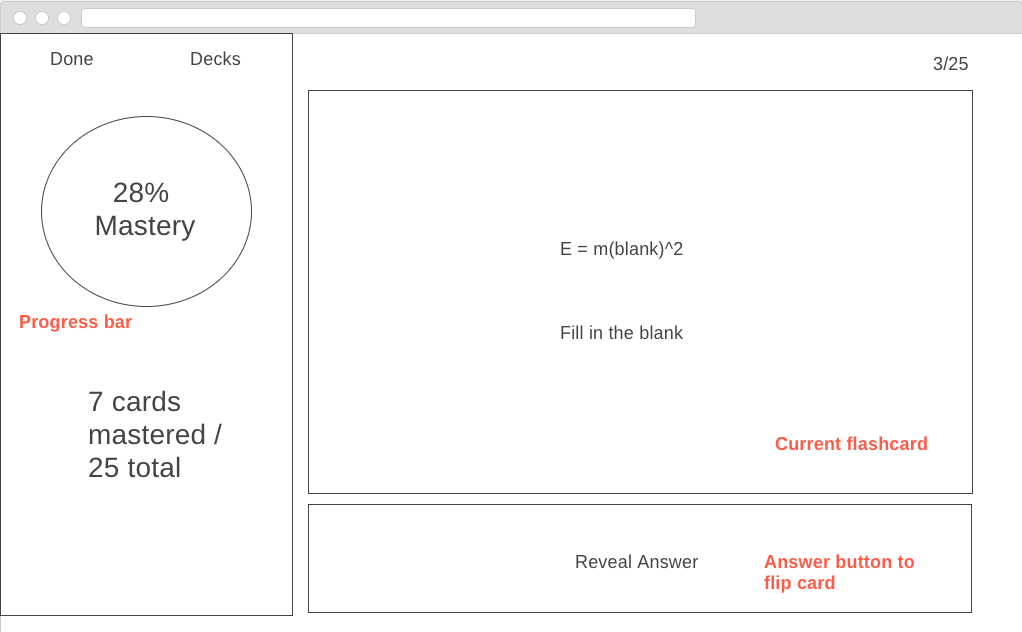 Done
Decks
28%
Mastery
Progress bar
7 cards
mastered /
25 total
3/25
E = m(blank)^2
Fill in the blank
Current flashcard
Reveal Answer
Answer button to
flip card